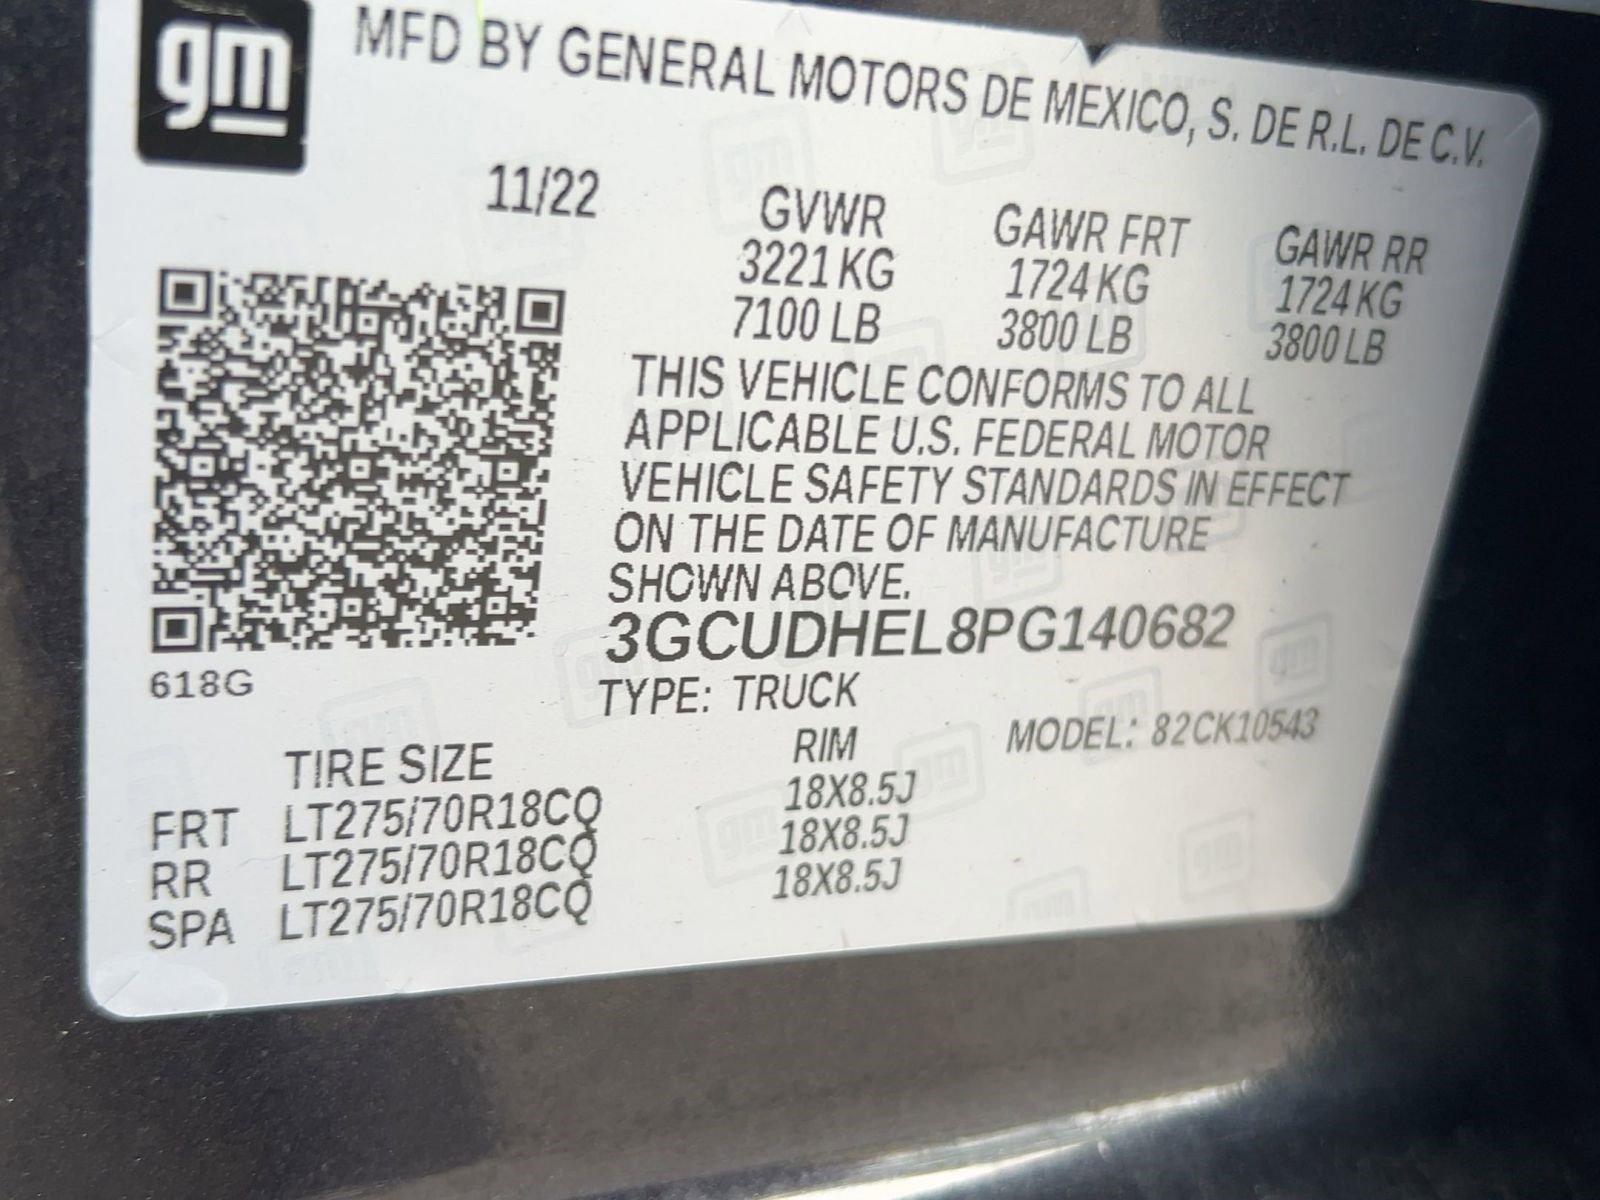 gm
MFD BY GENERAL MOTORS DE MEXICO, S. DE R.L. DE C.V.
11/22
GVWR GAWR FRT GAWR RR
3221 KG 1724 KG 1724 KG
7100 LB 3800 LB 3800 LB
THIS VEHICLE CONFORMS TO ALL
APPLICABLE U.S. FEDERAL MOTOR
VEHICLE SAFETY STANDARDS IN EFFECT
ON THE DATE OF MANUFACTURE
SHOWN ABOVE.
3GCUDHEL8PG140682
618G
TYPE: TRUCK
MODEL: 82CK10543
TIRE SIZE RIM
FRT LT275/70R18CQ 18X8.5J
RR LT275/70R18CQ 18X8.5J
SPA LT275/70R18CQ 18X8.5J